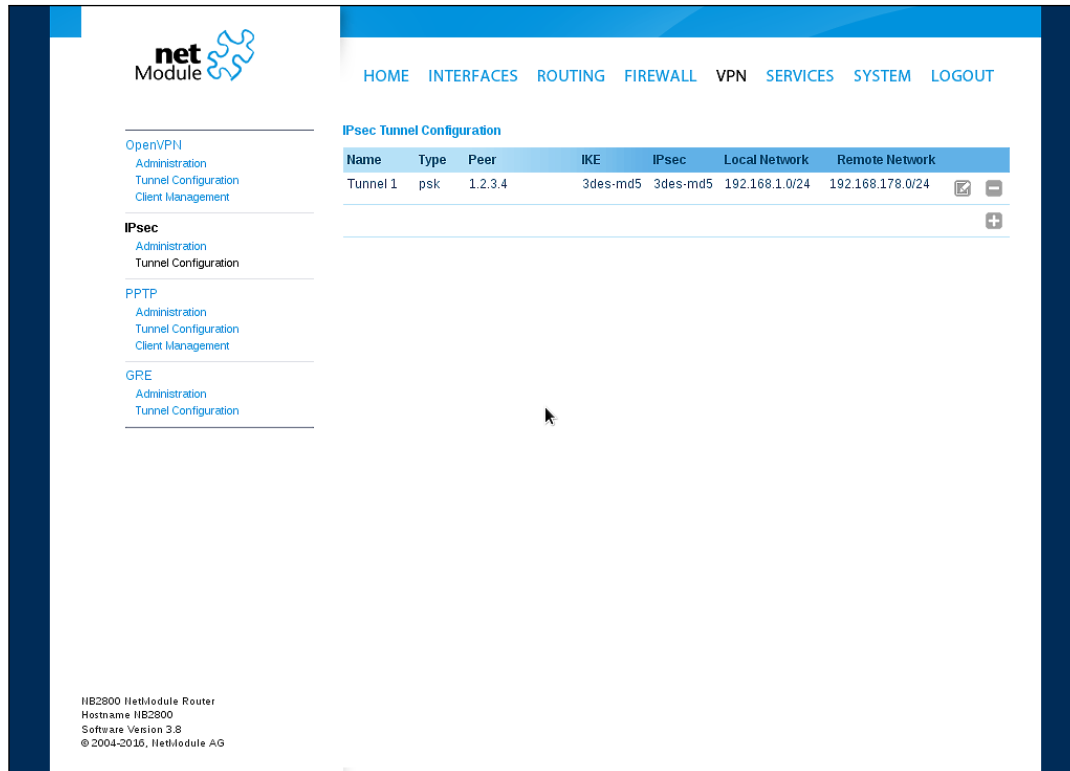 net
Module
HOME INTERFACES ROUTING FIREWALL VPN SERVICES SYSTEM LOGOUT
OpenVPN
Administration
Tunnel Configuration
Client Management
IPsec
Administration
Tunnel Configuration
PPTP
Administration
Tunnel Configuration
Client Management
GRE
Administration
Tunnel Configuration
IPsec Tunnel Configuration
Name Type Peer IKE IPsec Local Network Remote Network
Tunnel 1 psk 1.2.3.4 3des-md5 3des-md5 192.168.1.0/24 192.168.178.0/24
NB2800 NetModule Router
Hostname NB2800
Software Version 3.8
© 2004-2016, NetModule AG